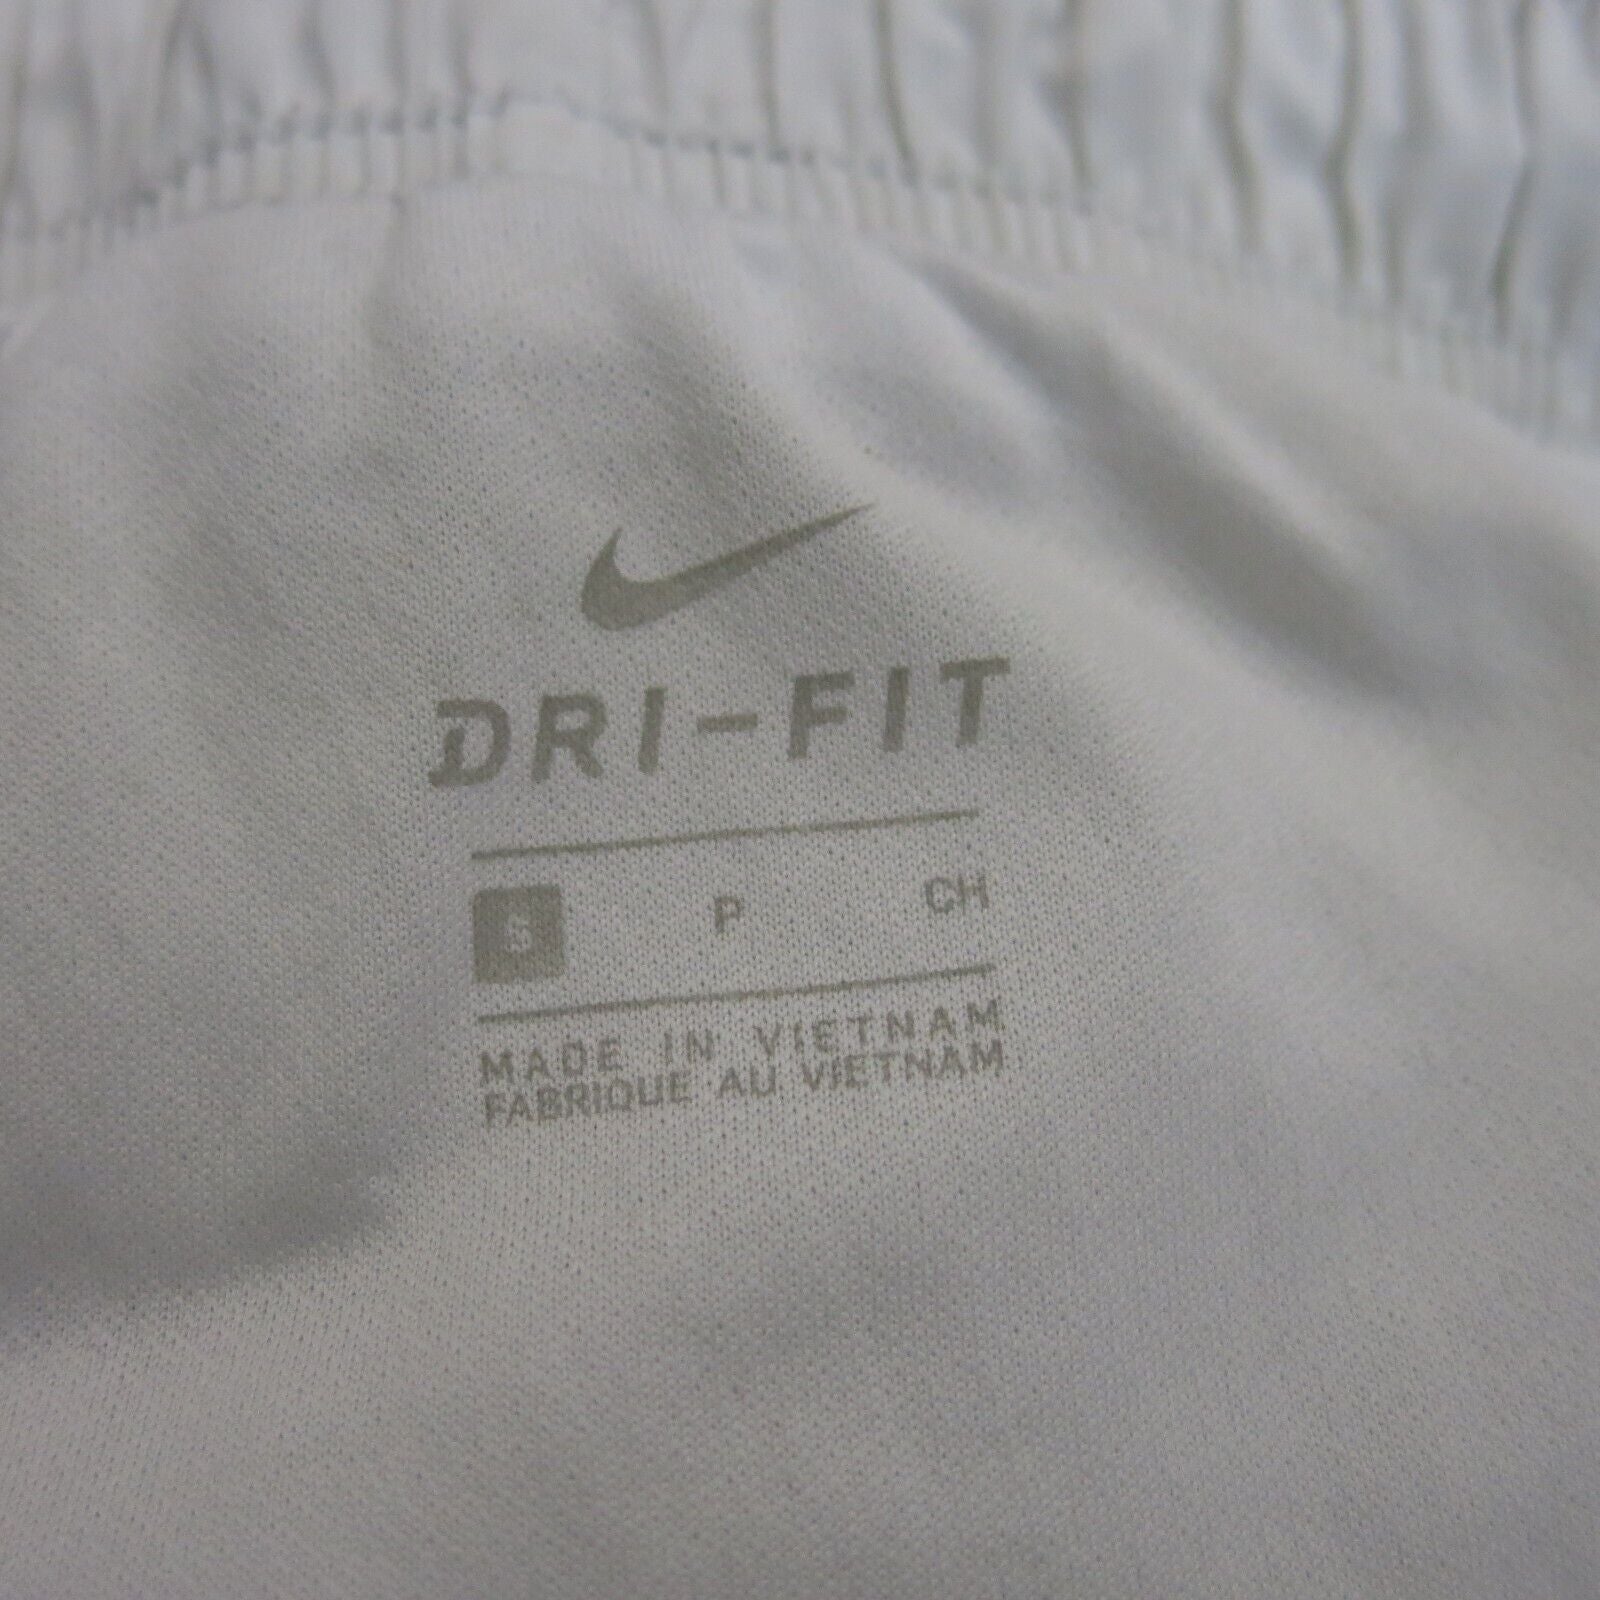 DRI-FIT
S P CH
MADE IN VIETNAM
FABRIQUE AU VIETNAM